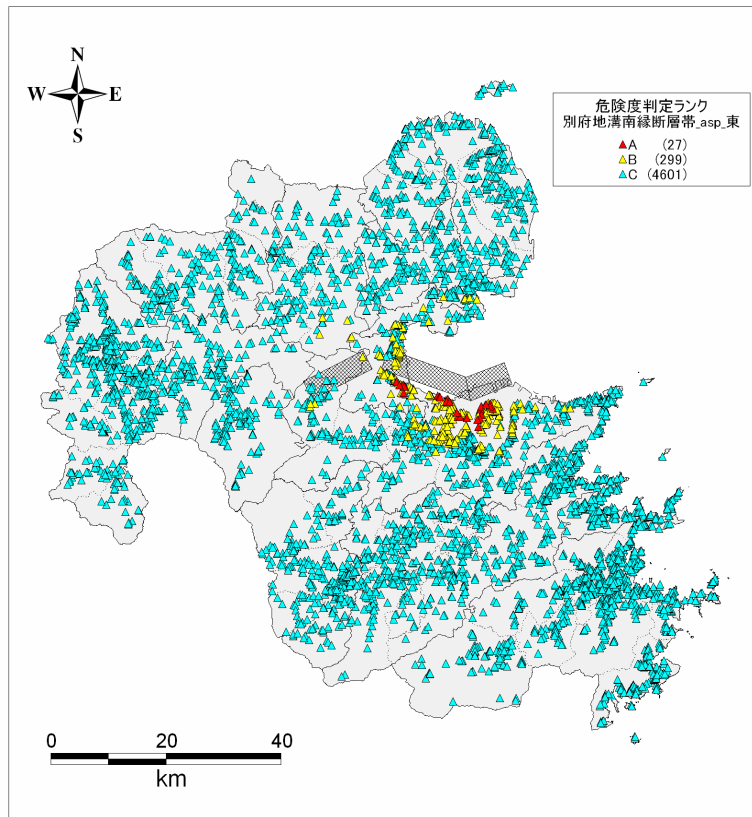 N
W E
S
危険度判定ランク
別府地溝南縁断層帯_asp_東
A (27)
B (299)
C (4601)
0 20 40
km